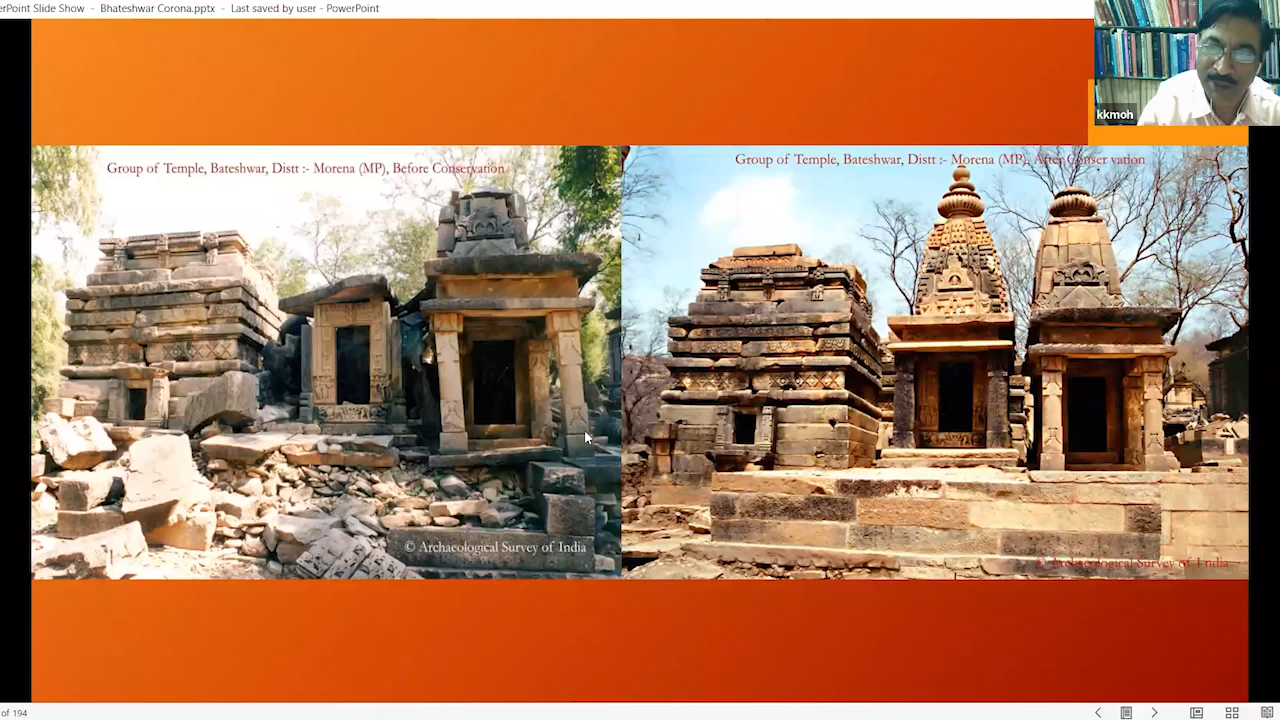 rPoint Slide Show - Bhateshwar Corona.pptx - Last saved by user - PowerPoint
kkmoh
Group of Temple, Bateshwar, Distt :- Morena (MP), Before Conservation
Group of Temple, Bateshwar, Distt :- Morena (MP), After Conser vation
© Archaeological Survey of India
© Archaeological Survey of India
of 194